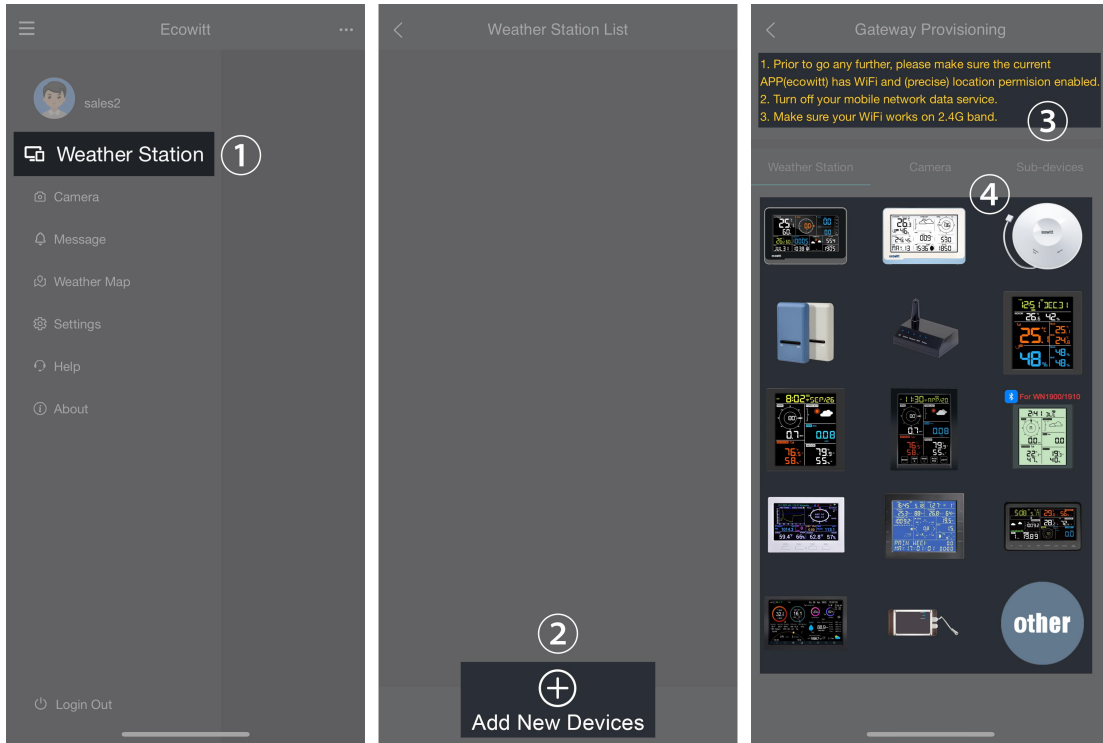 Ecowitt
sales2
Weather Station
1
Camera
Message
Weather Map
Settings
Help
About
Login Out
Weather Station List
2
Add New Devices
Gateway Provisioning
1. Prior to go any further, please make sure the current
APP(ecowitt) has WiFi and (precise) location permision enabled.
2. Turn off your mobile network data service.
3. Make sure your WiFi works on 2.4G band.
3
Weather Station
Camera
Sub-devices
4
For WN1900/1910
other